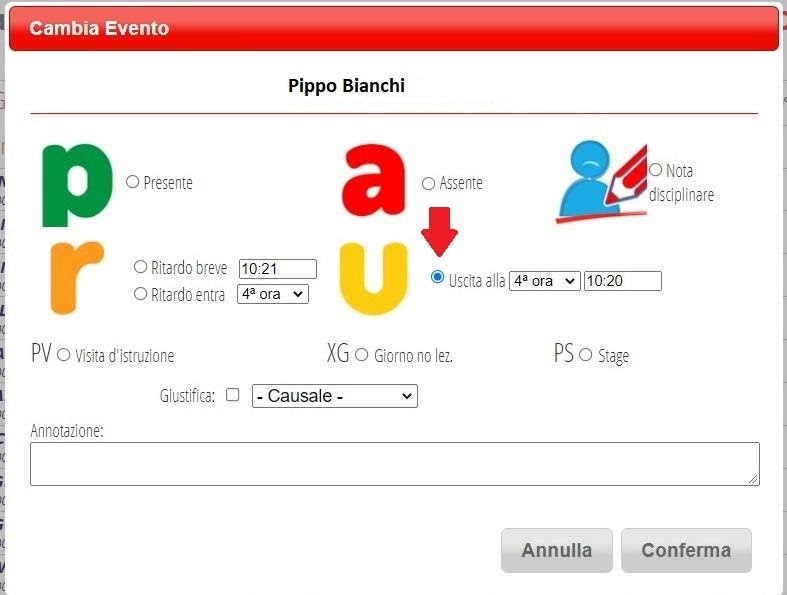 Cambia Evento
Pippo Bianchi
p Presente
a Assente
Nota
disciplinare
r Ritardo breve 10:21
Ritardo entra 4ª ora
u Uscita alla 4ª ora 10:20
PV Visita d'istruzione
XG Giorno no lez.
PS Stage
Giustifica: - Causale -
Annotazione:
Annulla
Conferma